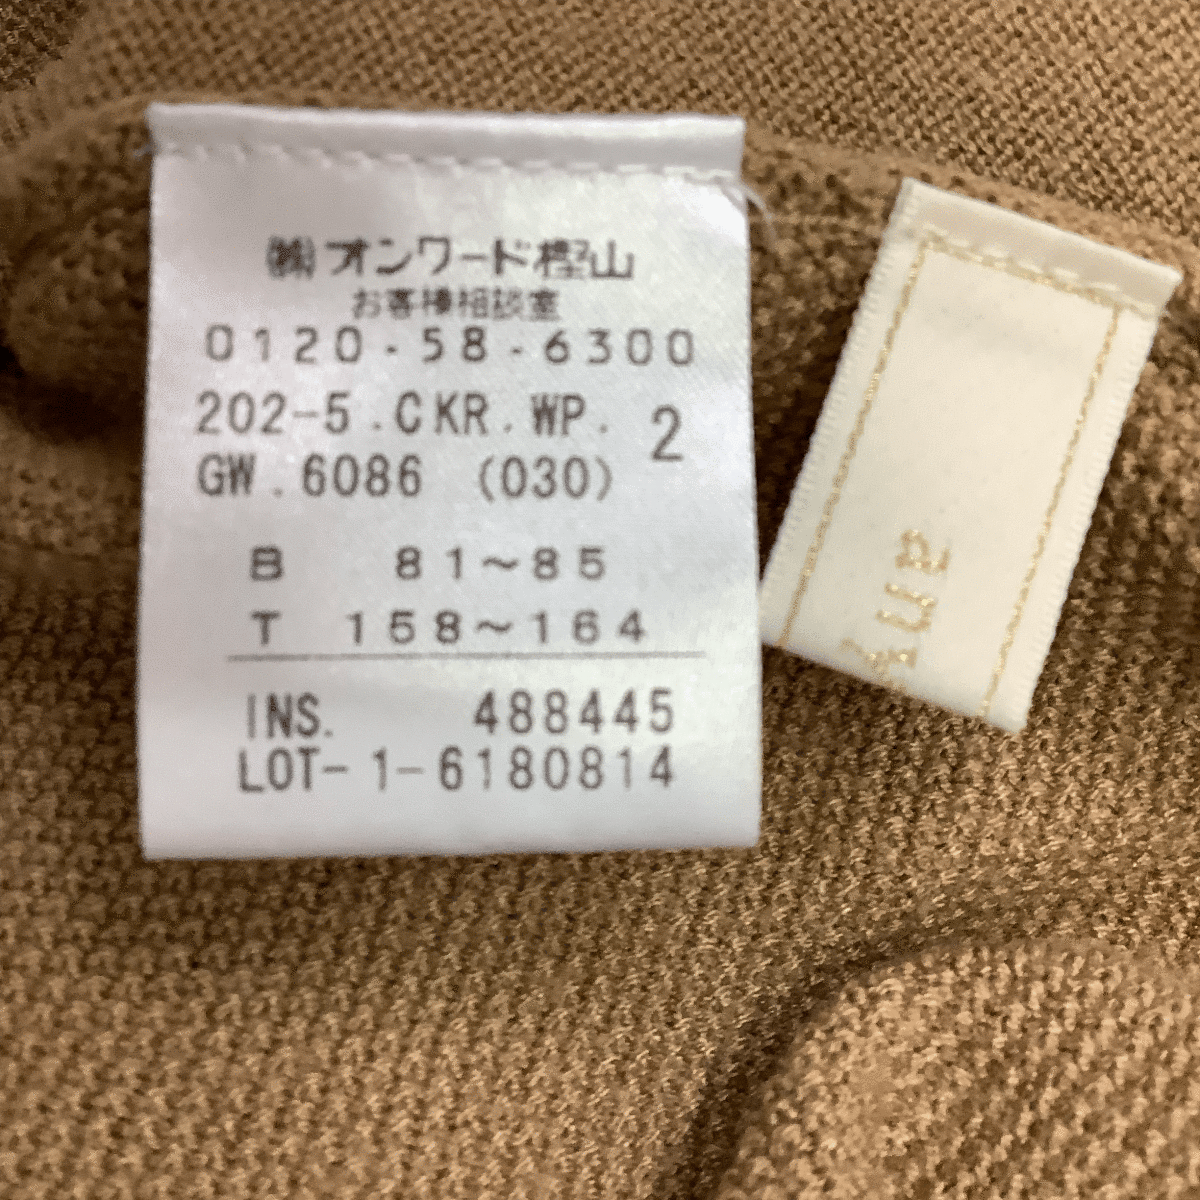 ㈱オンワード樫山
お客様相談室
0120-58-6300
202-5.CKR.WP. 2
GW.6086 (030)
B 81~85
T 158~164
INS. 488445
LOT-1-6180814